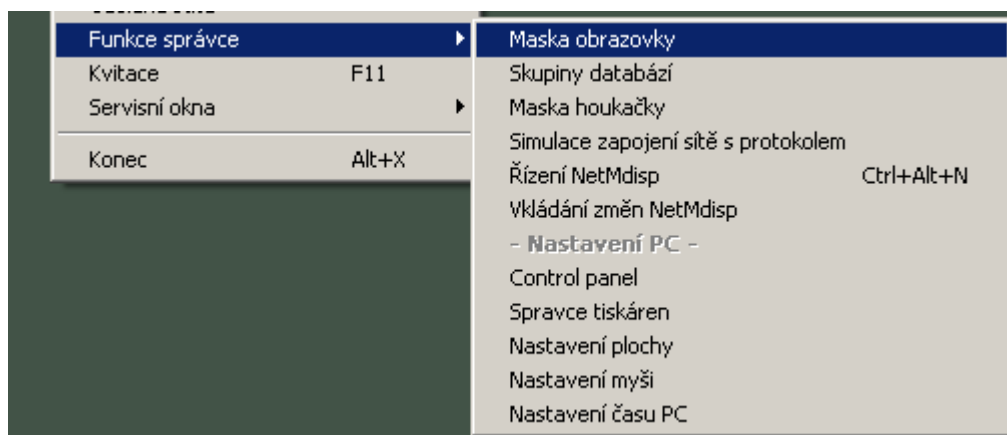 Funkce správce
Kvitace F11
Servisní okna
Konec Alt+X
Maska obrazovky
Skupiny databází
Maska houkačky
Simulace zapojení sítě s protokolem
Řízení NetMdisp Ctrl+Alt+N
Vkládání změn NetMdisp
- Nastavení PC -
Control panel
Spravce tiskáren
Nastavení plochy
Nastavení myši
Nastavení času PC